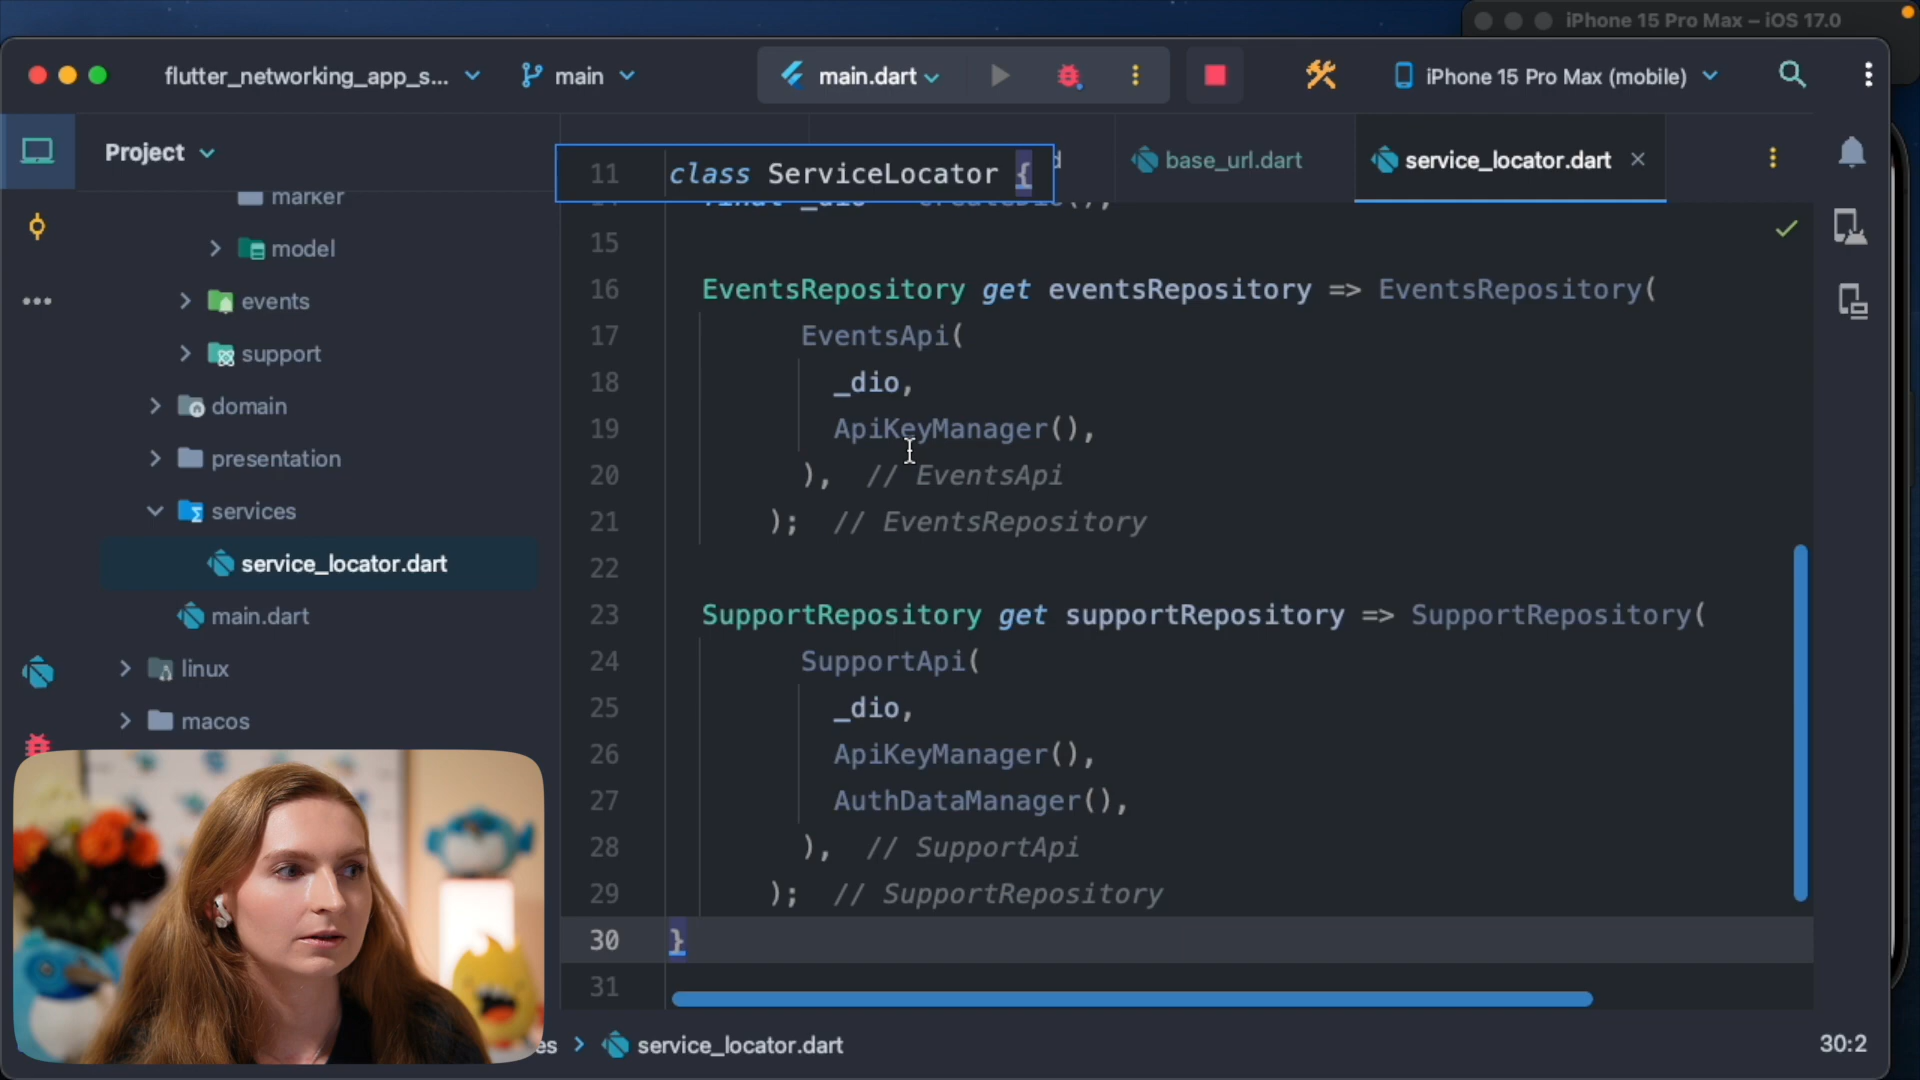 iPhone 15 Pro Max – iOS 17.0
flutter_networking_app_s...
main
main.dart
iPhone 15 Pro Max (mobile)
Project
base_url.dart
service_locator.dart
11 class ServiceLocator {
15
16 EventsRepository get eventsRepository => EventsRepository(
17 EventsApi(
18 _dio,
19 ApiKeyManager(),
20 ), // EventsApi
21 ); // EventsRepository
22
23 SupportRepository get supportRepository => SupportRepository(
24 SupportApi(
25 _dio,
26 ApiKeyManager(),
27 AuthDataManager(),
28 ), // SupportApi
29 ); // SupportRepository
30 }
31
marker
model
events
support
domain
presentation
services
service_locator.dart
main.dart
linux
macos
es
service_locator.dart
30:2